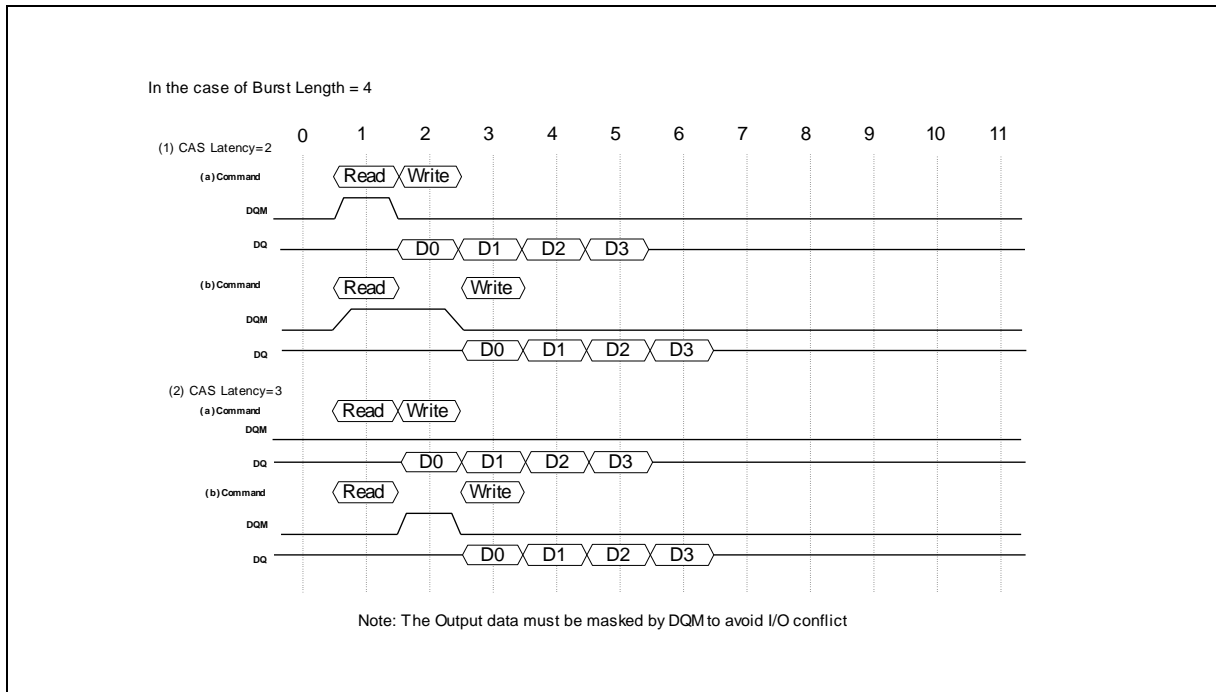 In the case of Burst Length = 4
0 1 2 3 4 5 6 7 8 9 10 11
(1) CAS Latency=2
(a)Command Read Write
DQM
DQ D0 D1 D2 D3
(b)Command Read Write
DQM
DQ D0 D1 D2 D3
(2) CAS Latency=3
(a)Command Read Write
DQM
DQ D0 D1 D2 D3
(b)Command Read Write
DQM
DQ D0 D1 D2 D3
Note: The Output data must be masked by DQM to avoid I/O conflict